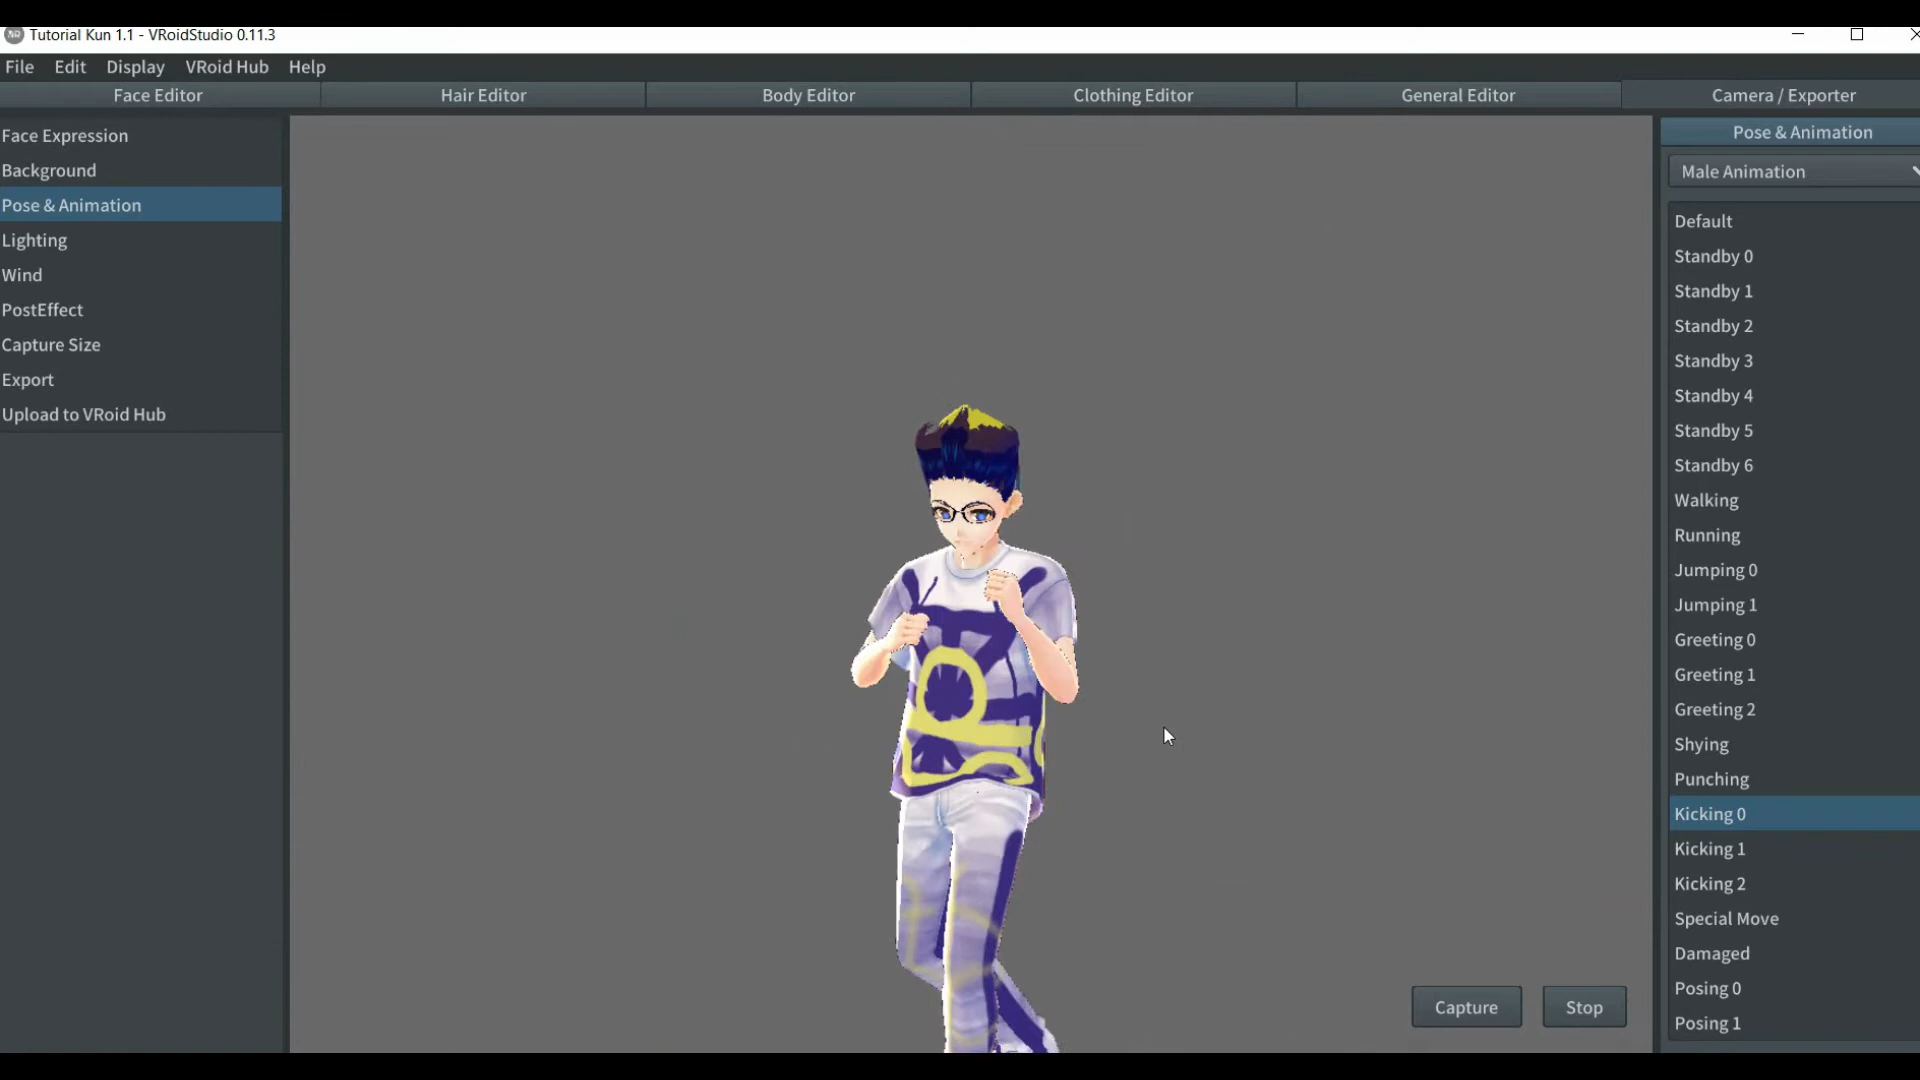 Tutorial Kun 1.1 - VRoidStudio 0.11.3
File Edit Display VRoid Hub Help
Face Editor Hair Editor Body Editor Clothing Editor General Editor Camera / Exporter
Face Expression
Background
Pose & Animation
Lighting
Wind
PostEffect
Capture Size
Export
Upload to VRoid Hub
Pose & Animation
Male Animation
Default
Standby 0
Standby 1
Standby 2
Standby 3
Standby 4
Standby 5
Standby 6
Walking
Running
Jumping 0
Jumping 1
Greeting 0
Greeting 1
Greeting 2
Shying
Punching
Kicking 0
Kicking 1
Kicking 2
Special Move
Damaged
Posing 0
Posing 1
Capture Stop